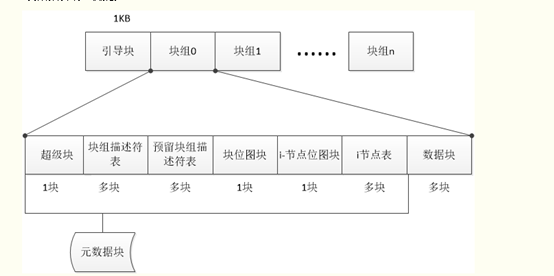 1KB
引导块 块组0 块组1 …… 块组n
超级块 块组描述符表 预留块组描述符表 块位图块 i-节点位图块 i节点表 数据块
1块 多块 多块 1块 1块 多块 多块
元数据块